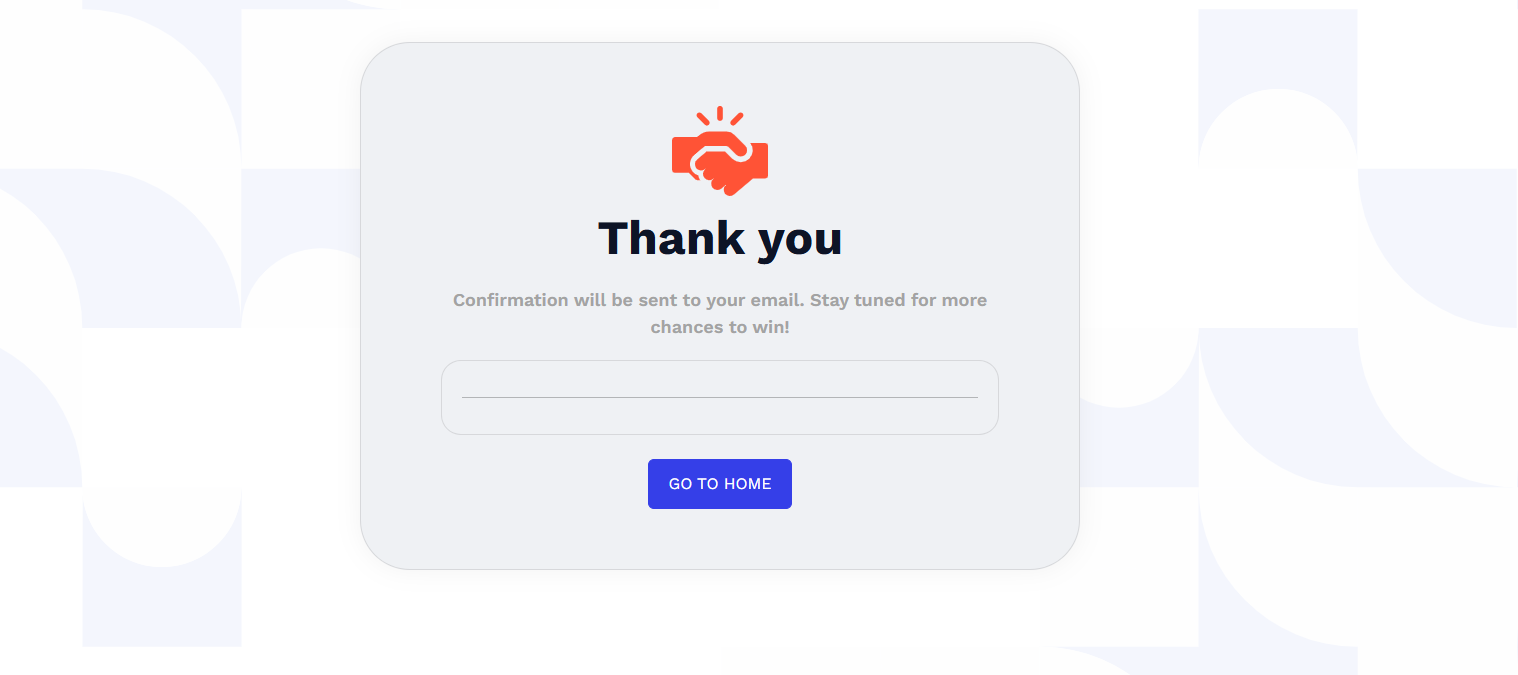 Thank you
Confirmation will be sent to your email. Stay tuned for more
chances to win!
GO TO HOME